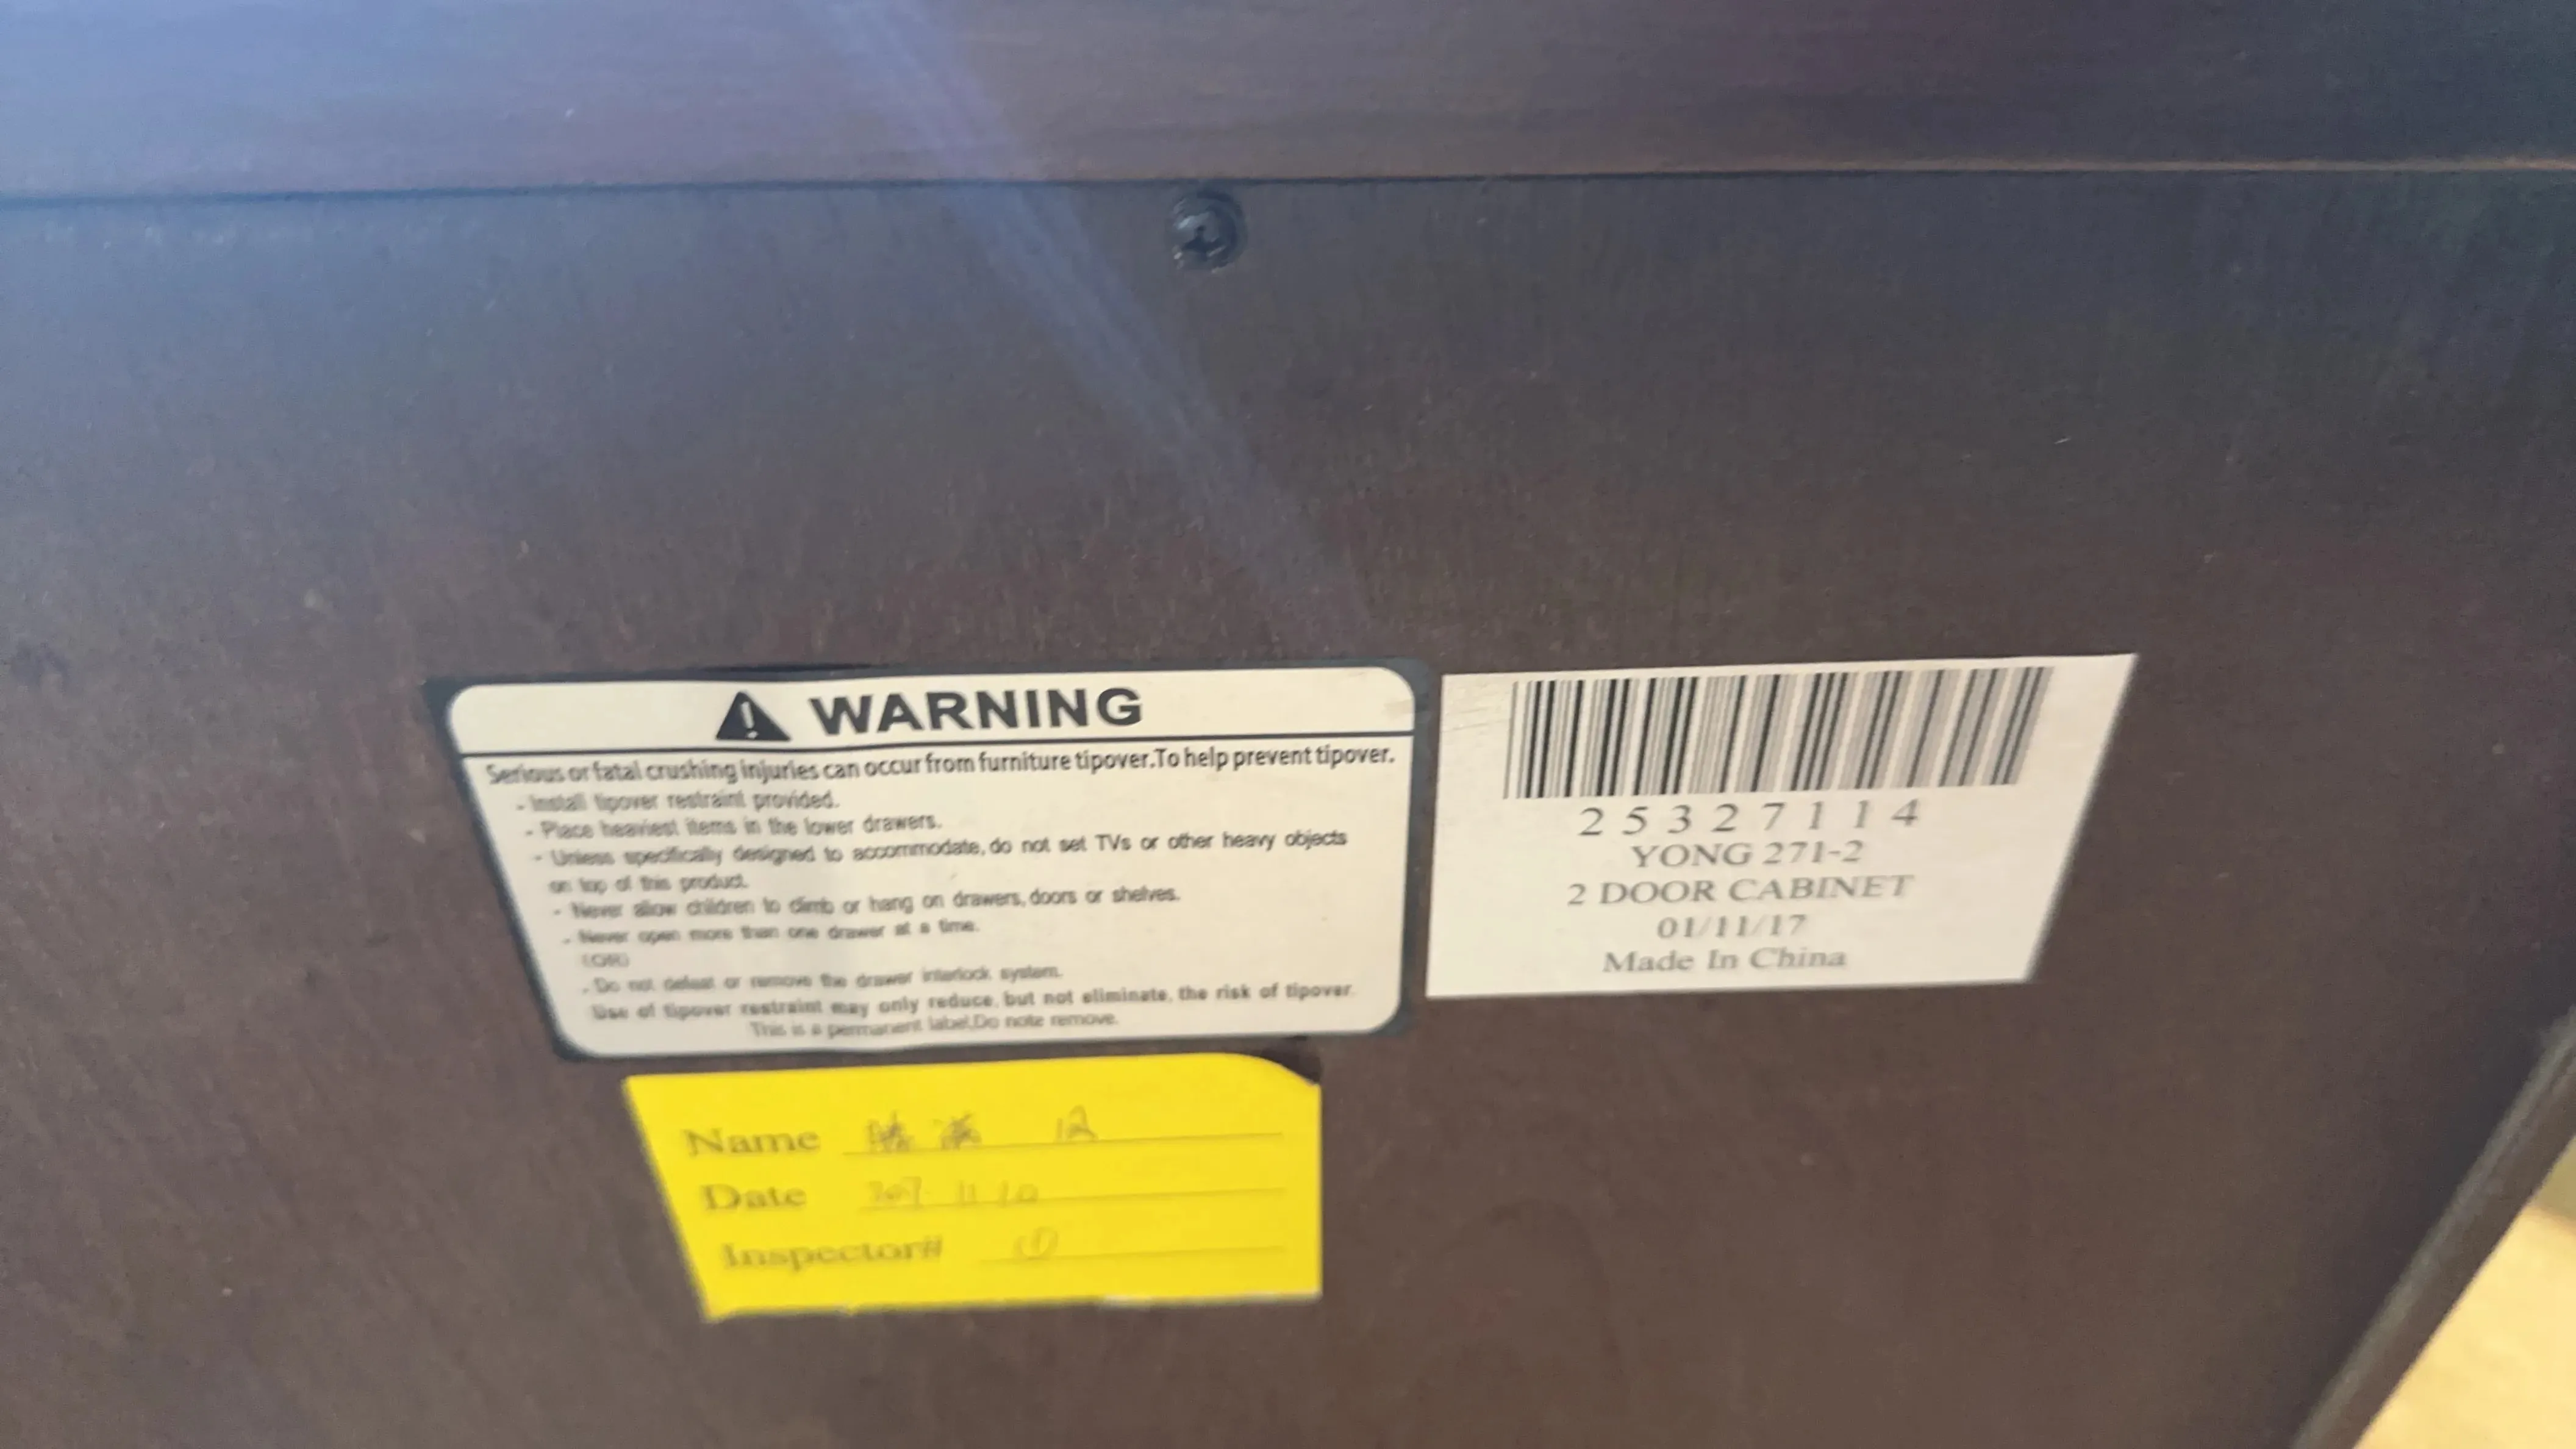 WARNING
Serious or fatal crushing injuries can occur from furniture tipover.To help prevent tipover.
- Install tipover restraint provided.
- Place heaviest items in the lower drawers.
- Unless specifically designed to accommodate, do not set TVs or other heavy objects
on top of this product.
- Never allow children to climb or hang on drawers, doors or shelves.
- Never open more than one drawer at a time.
(OR)
- Do not defeat or remove the drawer interlock system.
Use of tipover restraint may only reduce, but not eliminate, the risk of tipover.
This is a permanent label.Do note remove.
25327114
YONG 271-2
2 DOOR CABINET
01/11/17
Made In China
Name 12
Date
Inspector#